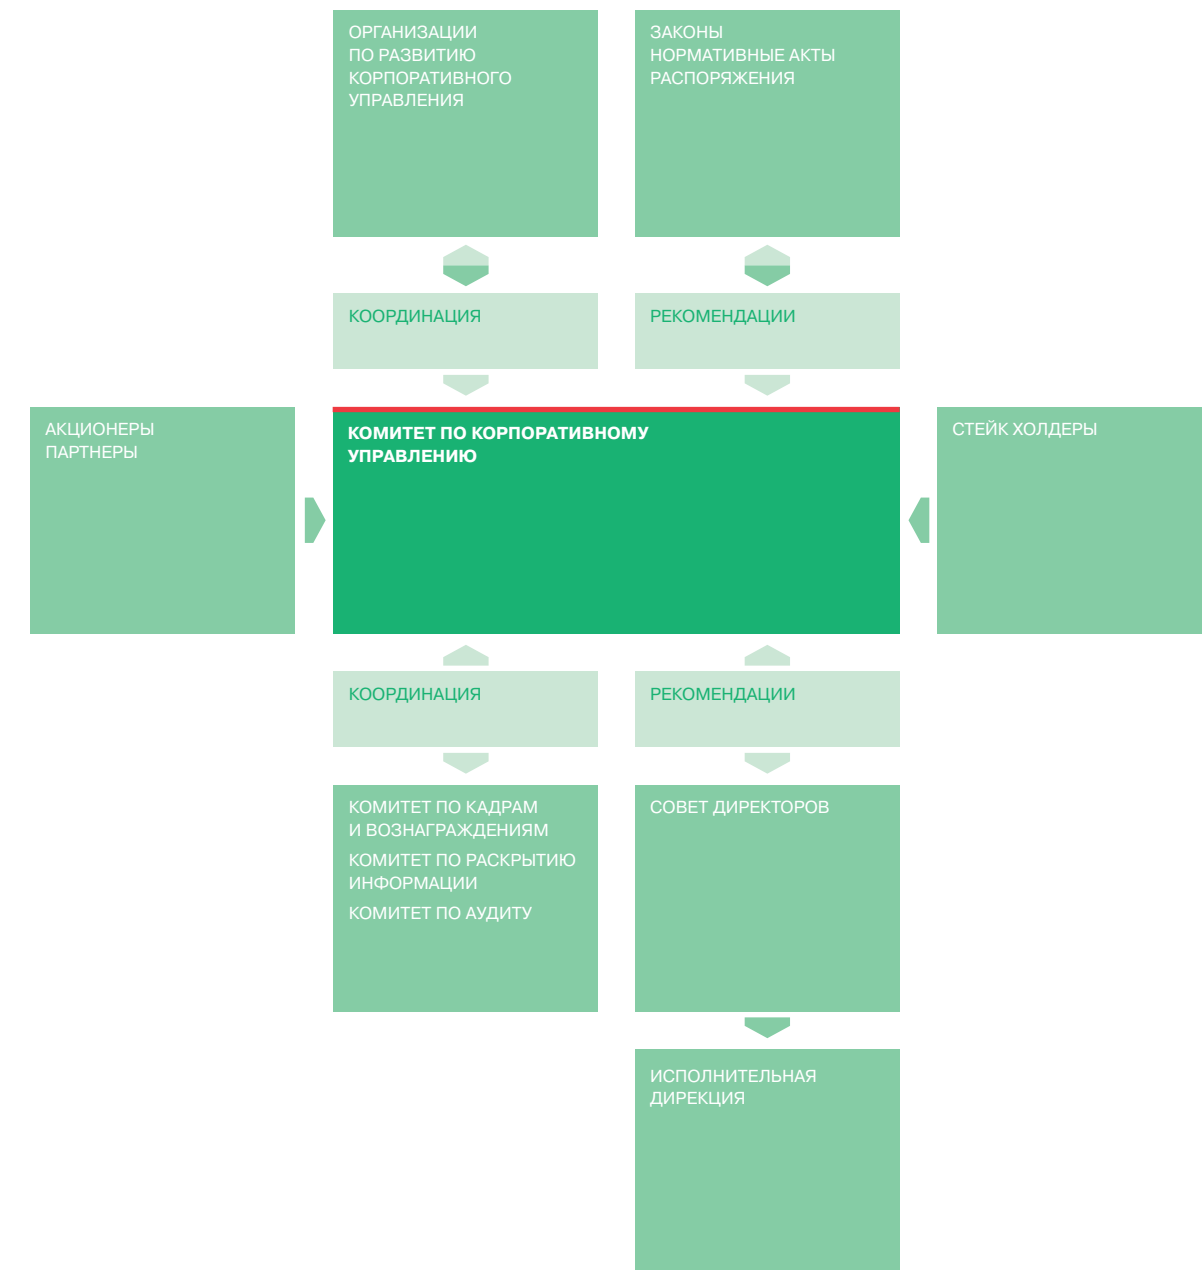 ОРГАНИЗАЦИИ
ПО РАЗВИТИЮ
КОРПОРАТИВНОГО
УПРАВЛЕНИЯ
ЗАКОНЫ
НОРМАТИВНЫЕ АКТЫ
РАСПОРЯЖЕНИЯ
КООРДИНАЦИЯ
РЕКОМЕНДАЦИИ
АКЦИОНЕРЫ
ПАРТНЕРЫ
КОМИТЕТ ПО КОРПОРАТИВНОМУ
УПРАВЛЕНИЮ
СТЕЙК ХОЛДЕРЫ
КООРДИНАЦИЯ
РЕКОМЕНДАЦИИ
КОМИТЕТ ПО КАДРАМ
И ВОЗНАГРАЖДЕНИЯМ
КОМИТЕТ ПО РАСКРЫТИЮ
ИНФОРМАЦИИ
КОМИТЕТ ПО АУДИТУ
СОВЕТ ДИРЕКТОРОВ
ИСПОЛНИТЕЛЬНАЯ
ДИРЕКЦИЯ